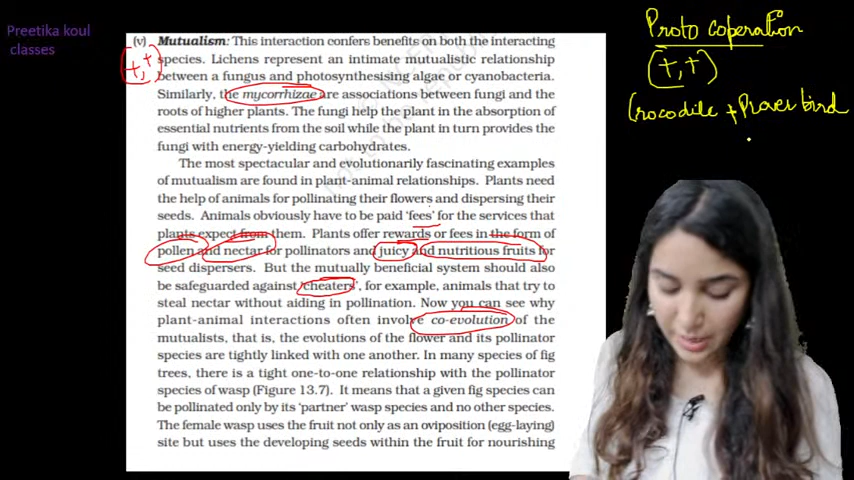 Preetika koul
classes
(v) Mutualism: This interaction confers benefits on both the interacting
species. Lichens represent an intimate mutualistic relationship
between a fungus and photosynthesising algae or cyanobacteria.
Similarly, the mycorrhizae are associations between fungi and the
roots of higher plants. The fungi help the plant in the absorption of
essential nutrients from the soil while the plant in turn provides the
fungi with energy-yielding carbohydrates.
The most spectacular and evolutionarily fascinating examples
of mutualism are found in plant-animal relationships. Plants need
the help of animals for pollinating their flowers and dispersing their
seeds. Animals obviously have to be paid 'fees' for the services that
plants expect from them. Plants offer rewards or fees in the form of
pollen and nectar for pollinators and juicy and nutritious fruits for
seed dispersers. But the mutually beneficial system should also
be safeguarded against 'cheaters', for example, animals that try to
steal nectar without aiding in pollination. Now you can see why
plant-animal interactions often involve co-evolution of the
mutualists, that is, the evolutions of the flower and its pollinator
species are tightly linked with one another. In many species of fig
trees, there is a tight one-to-one relationship with the pollinator
species of wasp (Figure 13.7). It means that a given fig species can
be pollinated only by its 'partner' wasp species and no other species.
The female wasp uses the fruit not only as an oviposition (egg-laying)
site but uses the developing seeds within the fruit for nourishing
+,+
Proto coperation
(+,+)
Crocodile + Plover bird